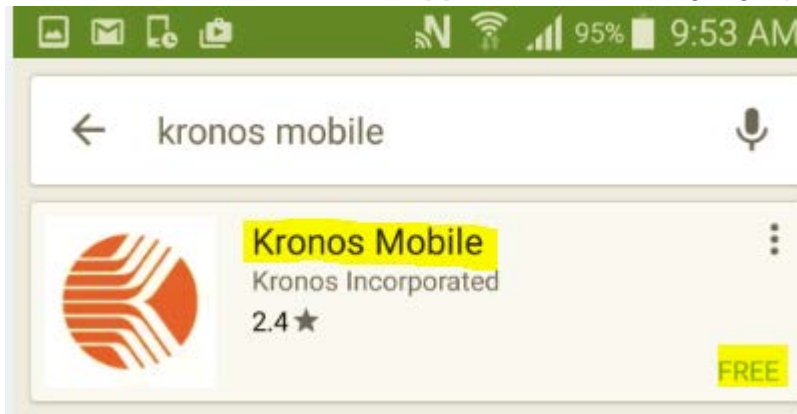 95% 9:53 AM
kronos mobile
Kronos Mobile
Kronos Incorporated
2.4★
FREE